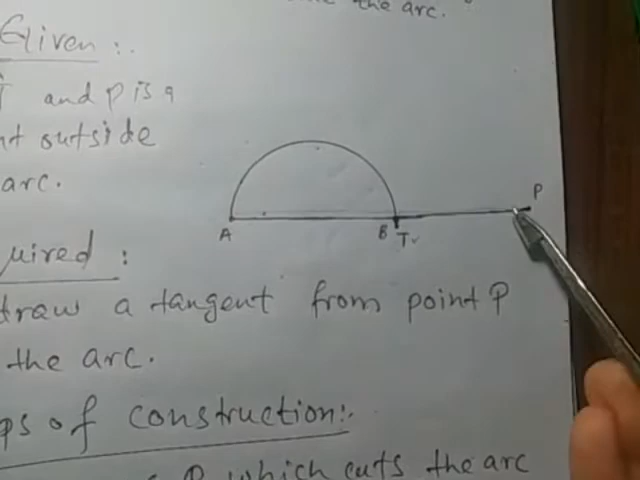 the arc.
Given :-
and p is a
outside
arc.
P
A
B
uired :
draw a tangent from point P
the arc.
ps of construction:-
P which cuts the arc